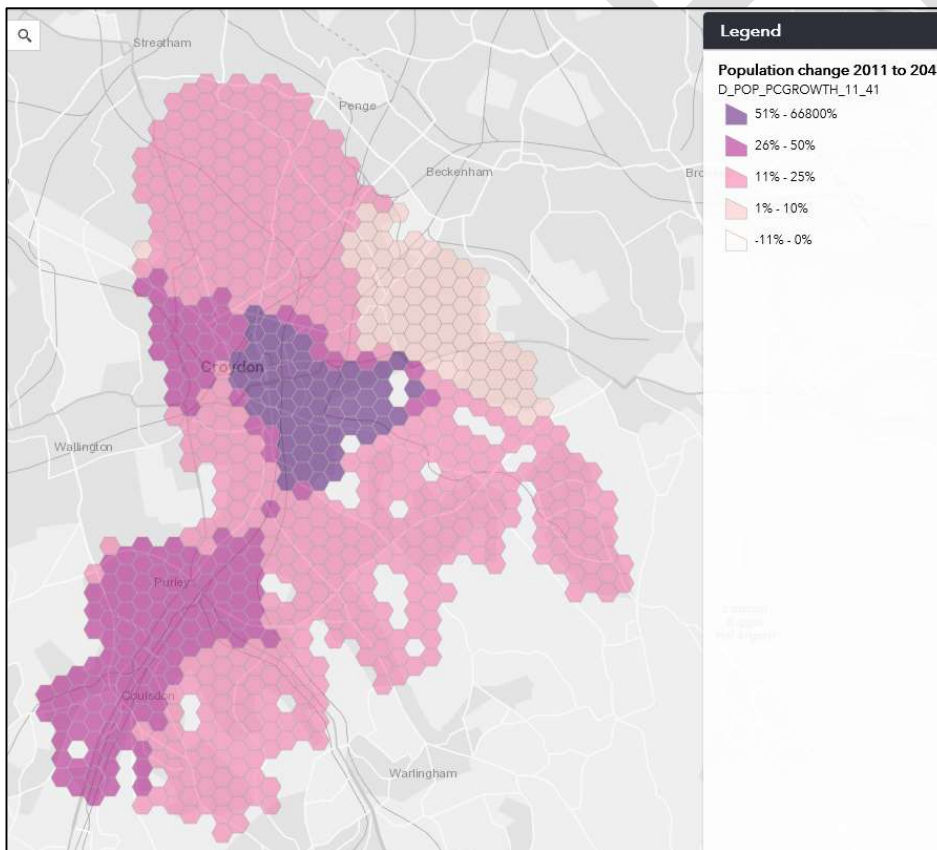 Streatham
Penge
Beckenham
Bro
Croydon
Wallington
Purley
Coulsdon
Warlingham
Legend
Population change 2011 to 204
D_POP_PCGROWTH_11_41
51% - 66800%
26% - 50%
11% - 25%
1% - 10%
-11% - 0%